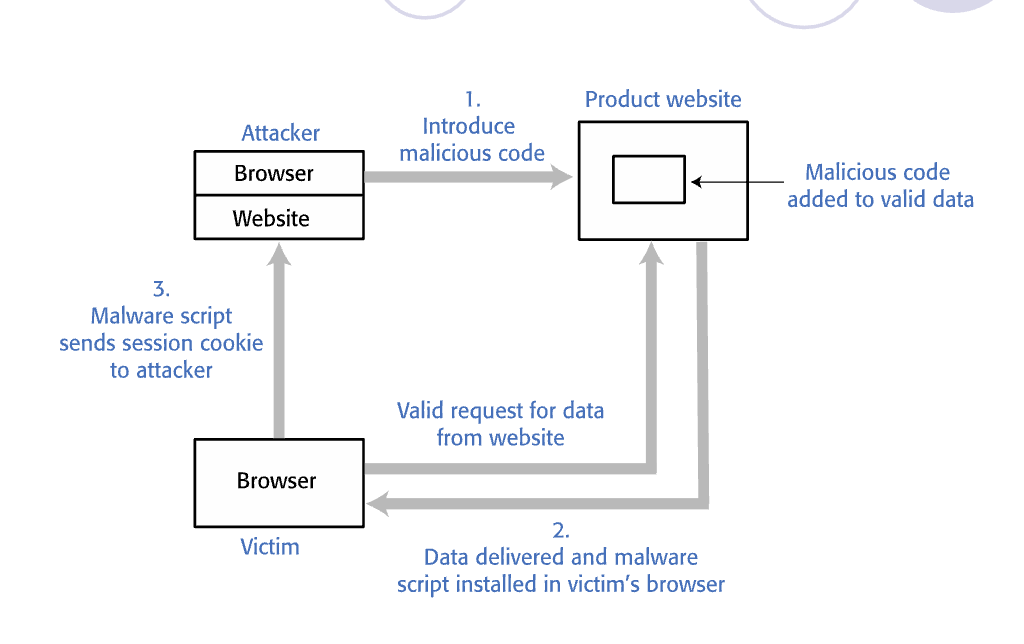 1.
Introduce
malicious code
Product website
Attacker
Browser
Website
Malicious code
added to valid data
3.
Malware script
sends session cookie
to attacker
Valid request for data
from website
Browser
Victim
2.
Data delivered and malware
script installed in victim's browser